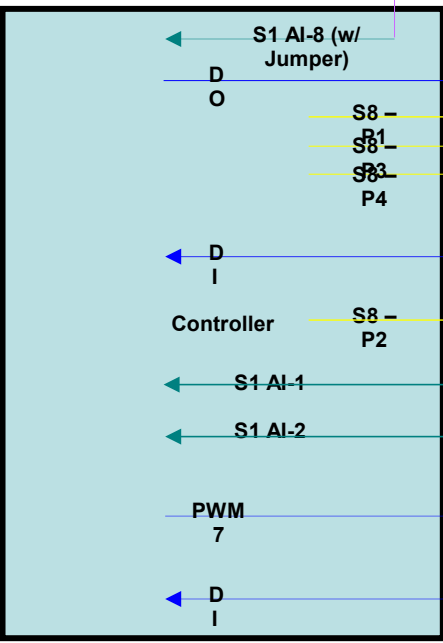 S1 AI-8 (w/
Jumper)
D
O
S8 –
P1
S8 –
P3
S8 –
P4
D
I
Controller
S8 –
P2
S1 AI-1
S1 AI-2
PWM
7
D
I